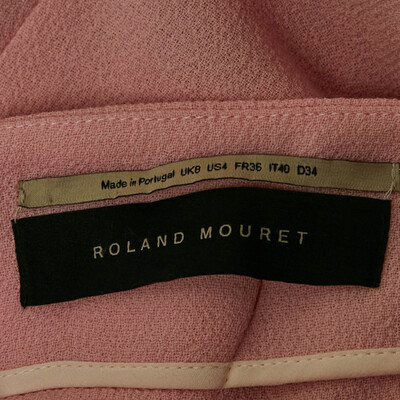 Made in Portugal UK8 US4 FR36 IT40 D34
ROLAND MOURET